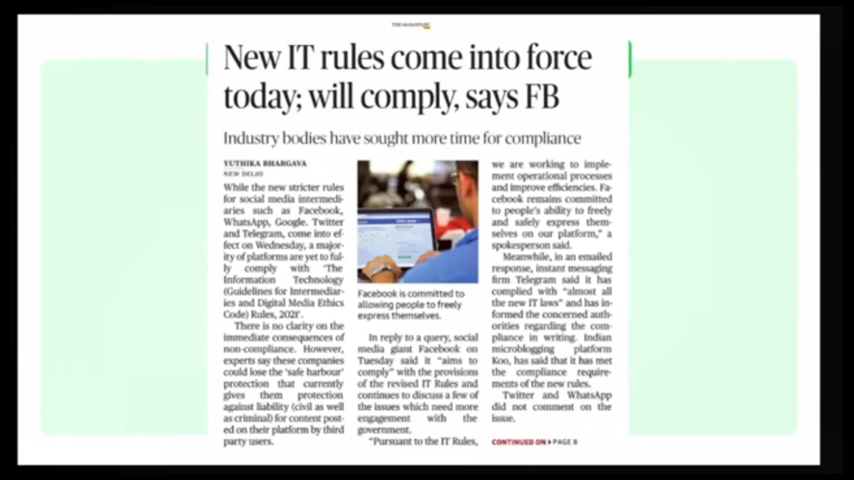 New IT rules come into force
today; will comply, says FB
Industry bodies have sought more time for compliance
YUTHIKA BHARGAVA
NEW DELHI
While the new stricter rules
for social media intermedi-
aries such as Facebook,
WhatsApp, Google. Twitter
and Telegram, come into ef-
fect on Wednesday, a major-
ity of platforms are yet to ful-
ly comply with 'The
Information Technology
(Guidelines for Intermediar-
ies and Digital Media Ethics
Code) Rules, 2021'.
There is no clarity on the
immediate consequences of
non-compliance. However,
experts say these companies
could lose the 'safe harbour'
protection that currently
gives them protection
against liability (civil as well
as criminal) for content post-
ed on their platform by third
party users.
Facebook is committed to
allowing people to freely
express themselves.
In reply to a query, social
media giant Facebook on
Tuesday said it "aims to
comply" with the provisions
of the revised IT Rules and
continues to discuss a few of
the issues which need more
engagement with the
government.
"Pursuant to the IT Rules,
we are working to imple-
ment operational processes
and improve efficiencies. Fa-
cebook remains committed
to people's ability to freely
and safely express them-
selves on our platform," a
spokesperson said.
Meanwhile, in an emailed
response, instant messaging
firm Telegram said it has
complied with "almost all
the new IT laws" and has in-
formed the concerned auth-
orities regarding the com-
pliance in writing. Indian
microblogging platform
Koo, has said that it has met
the compliance require-
ments of the new rules.
Twitter and WhatsApp
did not comment on the
issue.
CONTINUED ON PAGE 8